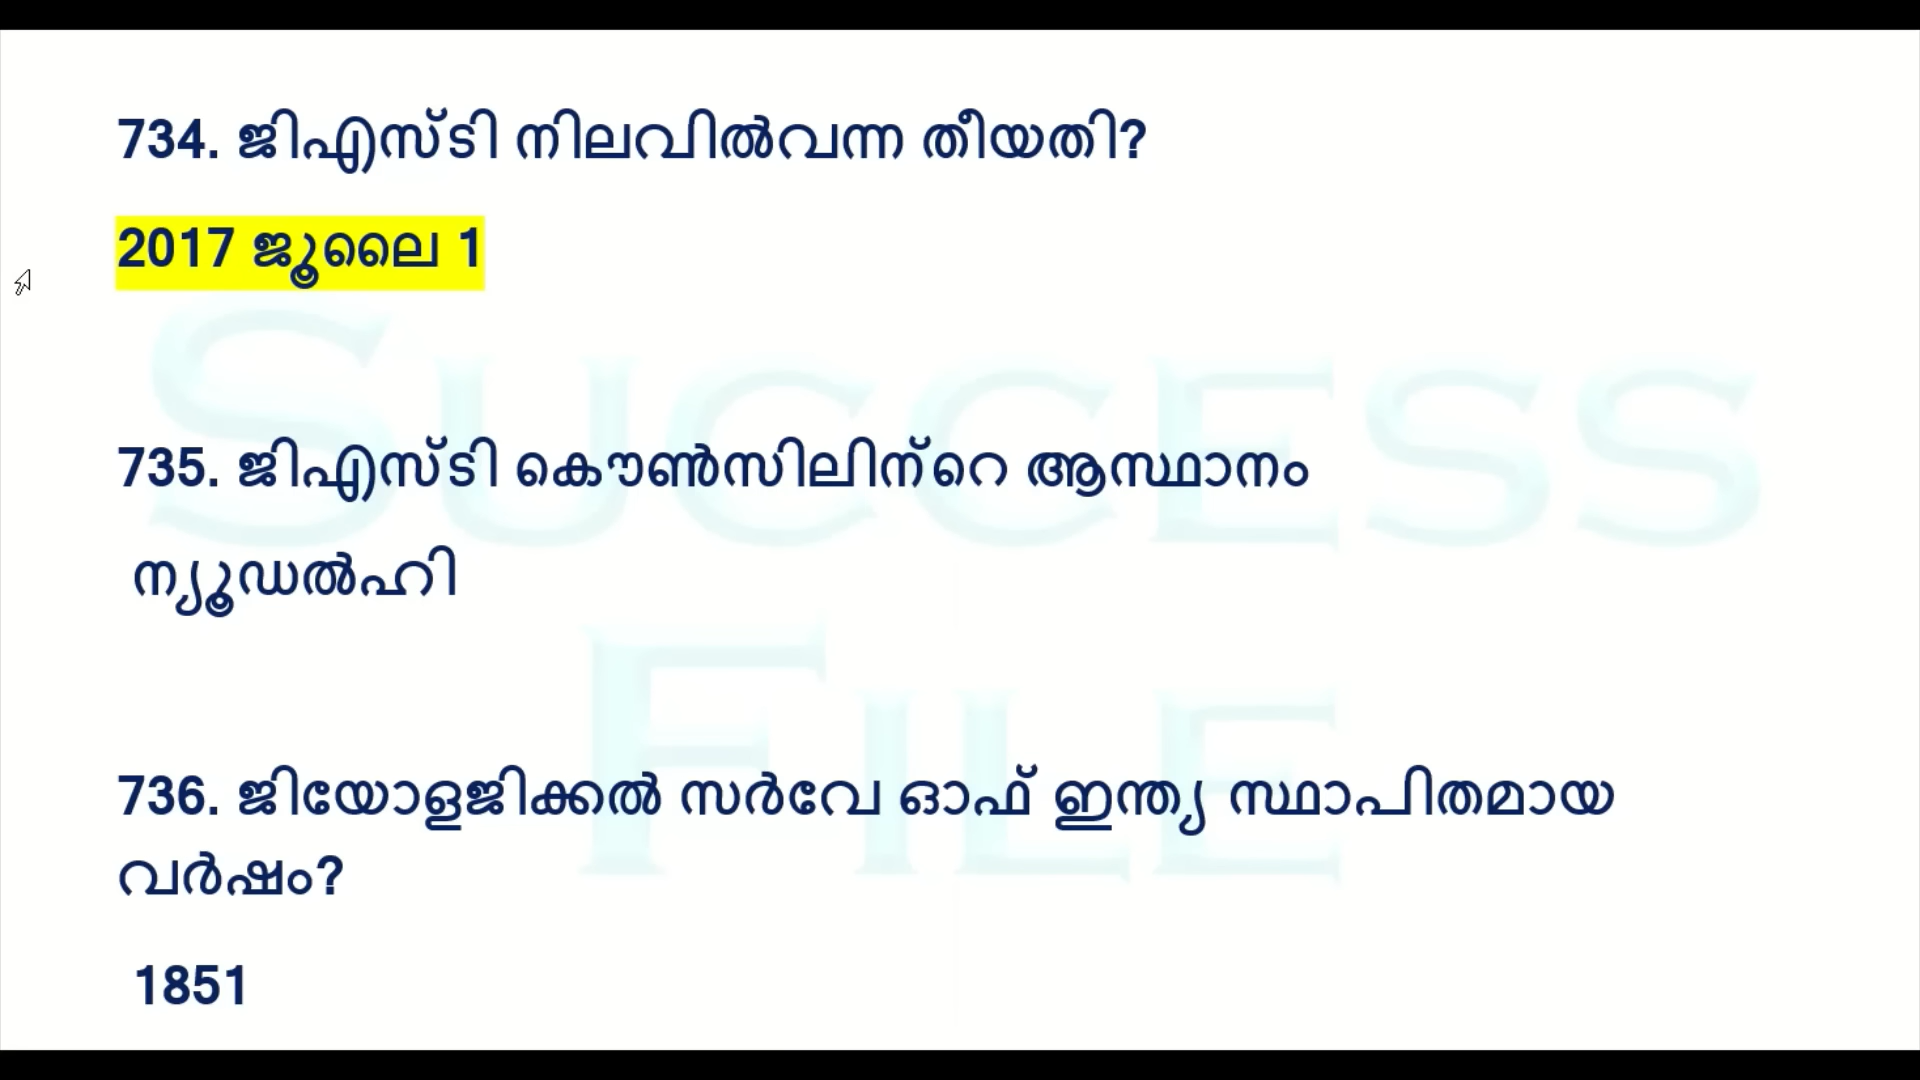 734. ജിഎസ്ടി നിലവിൽവന്ന തീയതി?
2017 ജൂലൈ 1
735. ജിഎസ്ടി കൌൺസിലിന്റെ ആസ്ഥാനം
ന്യൂഡൽഹി
736. ജിയോളജിക്കൽ സർവേ ഓഫ് ഇന്ത്യ സ്ഥാപിതമായ
വർഷം?
1851
SUCCESS
FILE